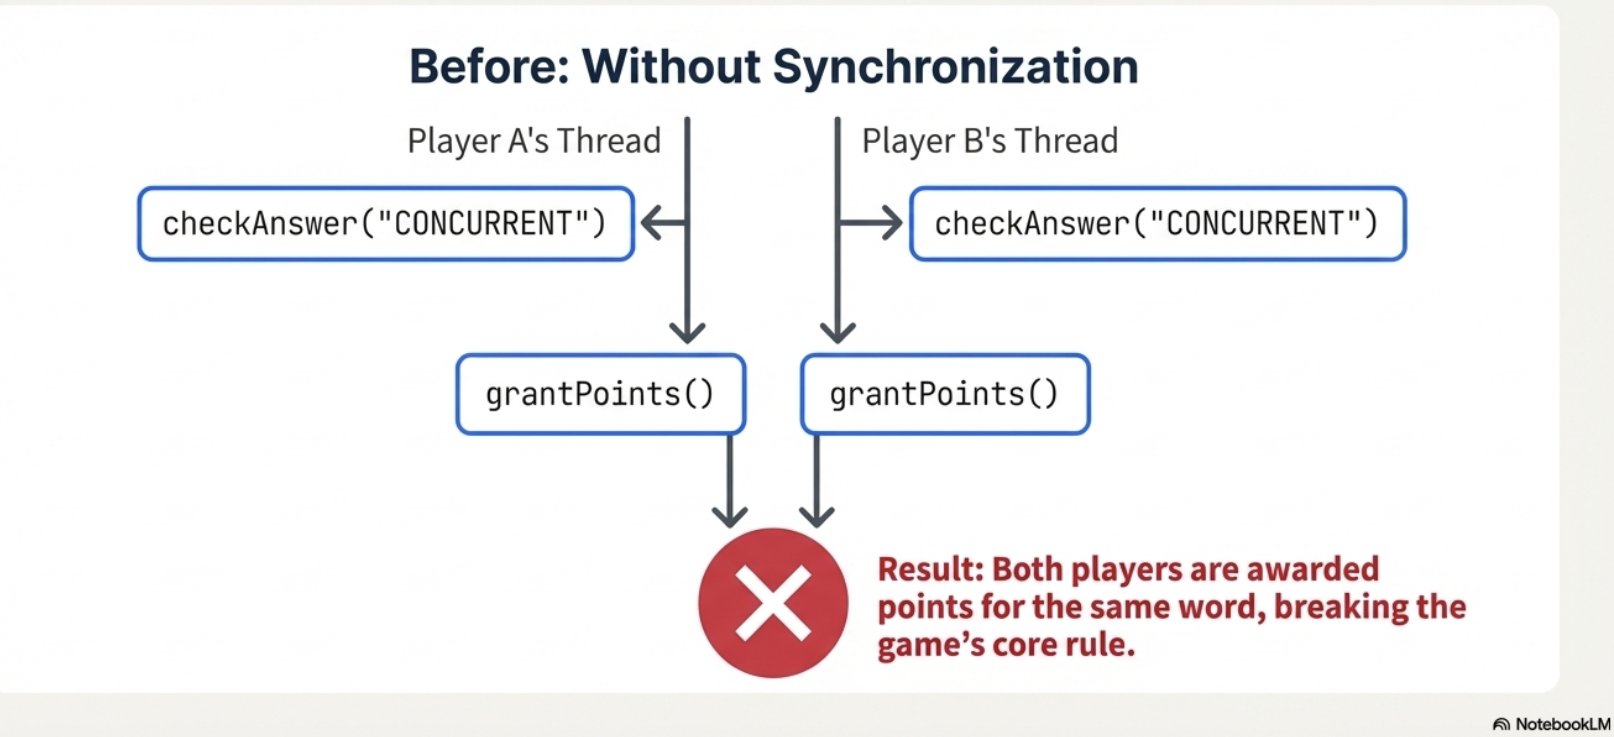 Before: Without Synchronization
Player A's Thread
Player B's Thread
checkAnswer("CONCURRENT")
checkAnswer("CONCURRENT")
grantPoints()
grantPoints()
Result: Both players are awarded
points for the same word, breaking the
game’s core rule.
NotebookLM